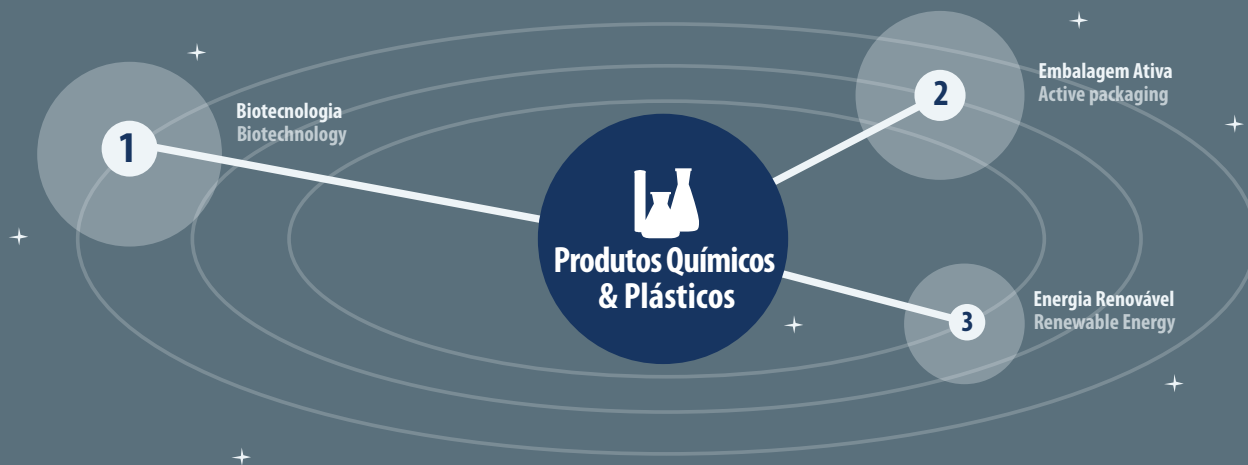 1
Biotecnologia
Biotechnology
2
Embalagem Ativa
Active packaging
Produtos Químicos
& Plásticos
3
Energia Renovável
Renewable Energy